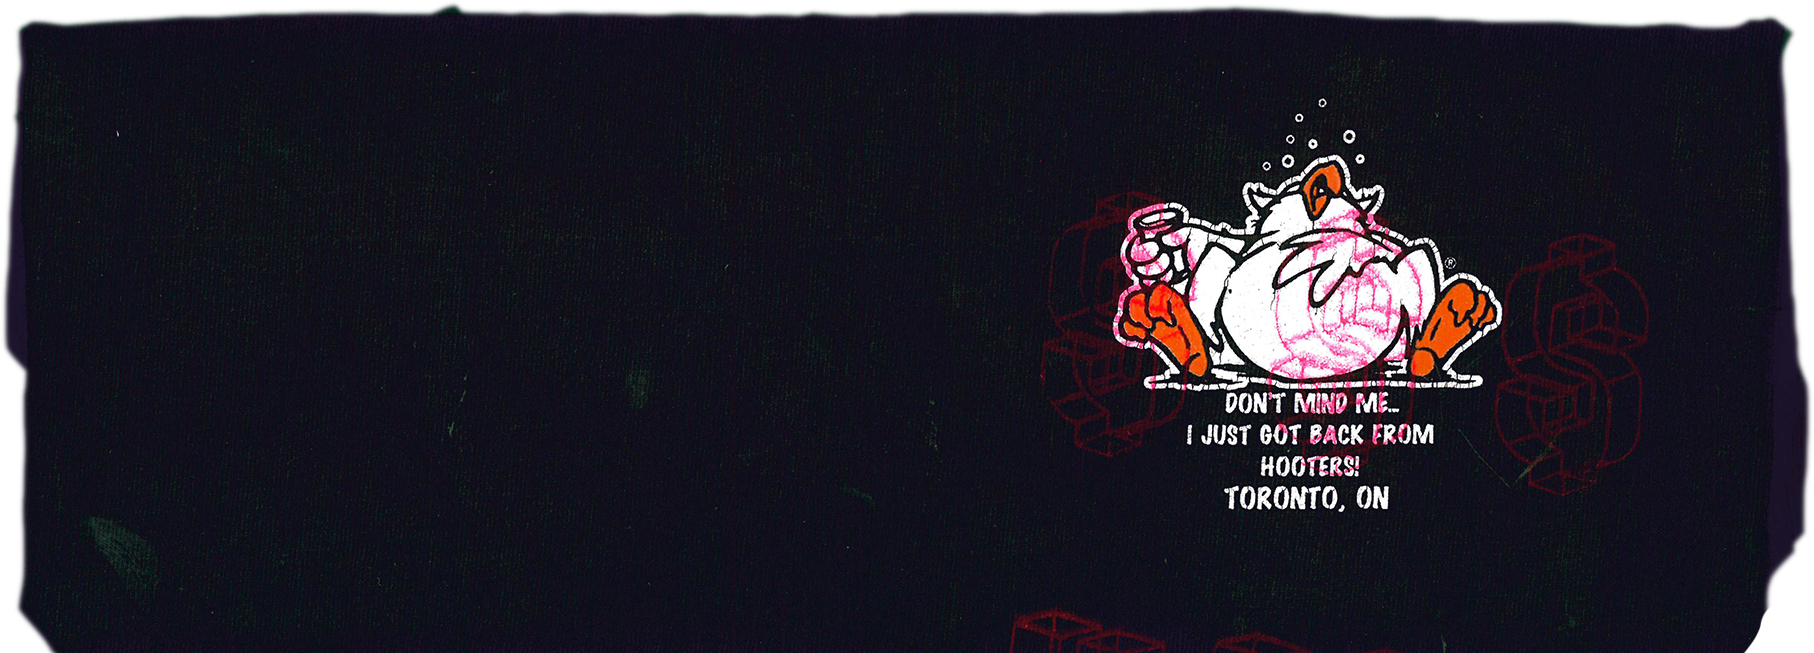 ®
DON'T MIND ME...
I JUST GOT BACK FROM
HOOTERS!
TORONTO, ON